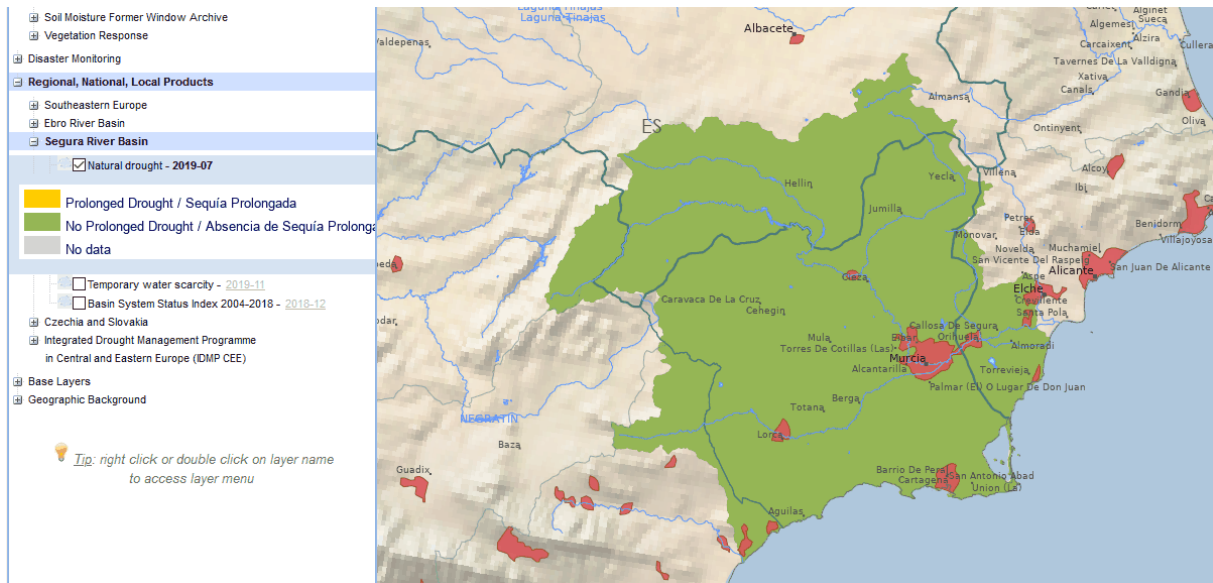 Soil Moisture Former Window Archive
Vegetation Response
Disaster Monitoring
Regional, National, Local Products
Southeastern Europe
Ebro River Basin
Segura River Basin
Natural drought - 2019-07
Prolonged Drought / Sequía Prolongada
No Prolonged Drought / Absencia de Sequía Prolonga
No data
Temporary water scarcity - 2019-11
Basin System Status Index 2004-2018 - 2018-12
Czechia and Slovakia
Integrated Drought Management Programme
in Central and Eastern Europe (IDMP CEE)
Base Layers
Geographic Background
Tip: right click or double click on layer name
to access layer menu
Laguna Tinajas
Albacete
Alginet
Sueca
Algemes
Alzira
Carcaixent
Cullera
Valdepenas
Tavernes De La Valldigna
Xativa
Canals
Gandia
Almansa
Oliva
ES
Ontinyent
Villena
Alcoy
Hellin
Yecla
Ibi
Jumilla
Petrer
Elda
Benidorm
Monovar
Villajoyosa
Novelda
Muchamiel
San Vicente Del Raspeig
San Juan De Alicante
Alicante
Cieza
Aspe
Elche
Caravaca De La Cruz
Crevillente
Cehegin
Santa Pola
Callosa De Segura
Mula
Orihuela
Almoradi
Torres De Cotillas (Las)
Murcia
Alcantarilla
Torrevieja
Palmar (El) O Lugar De Don Juan
Berga
Totana
NEGRATIN
Lorca
Baza
Guadix
Barrio De Peral
San Antonio Abad
Cartagena
Union (La)
Aguilas